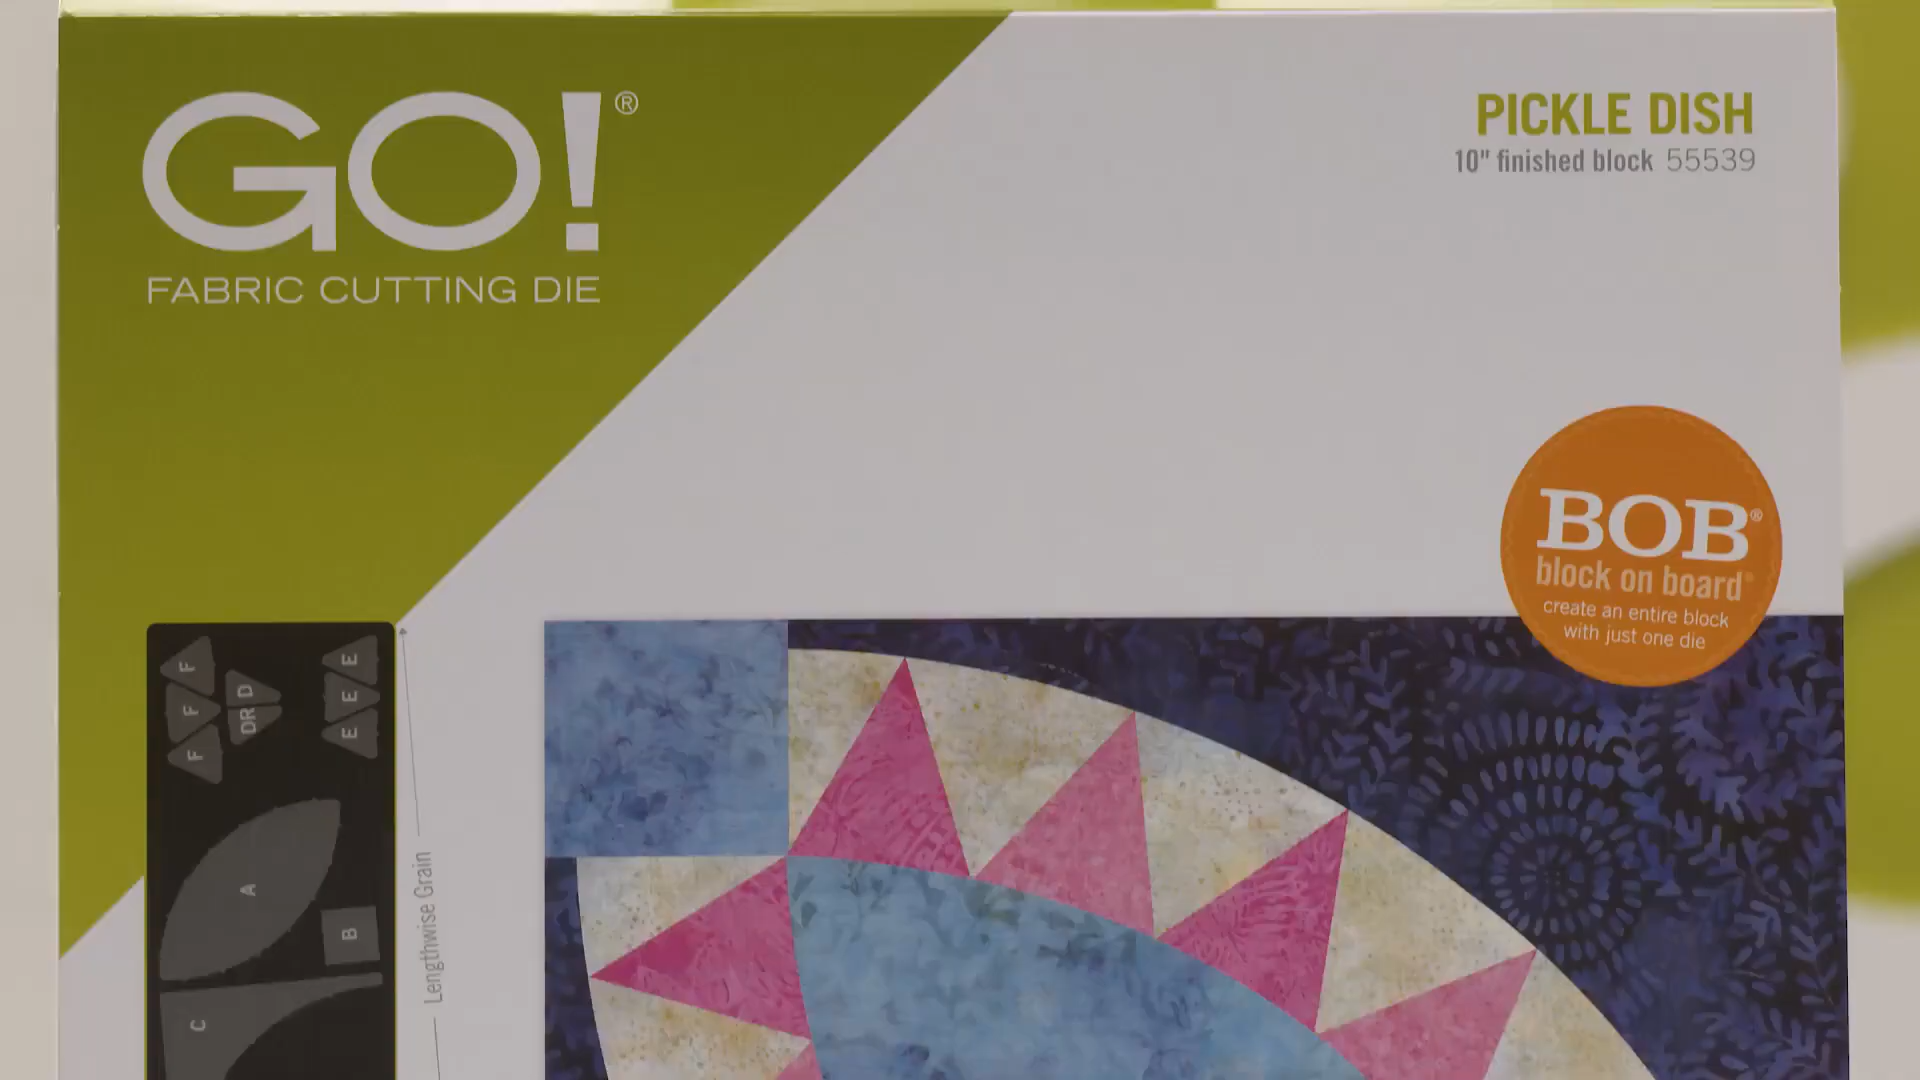 GO!®
FABRIC CUTTING DIE
PICKLE DISH
10" finished block 55539
BOB®
block on board
create an entire block
with just one die
F
F
F
D
DR
E
E
E
A
B
C
Lengthwise Grain